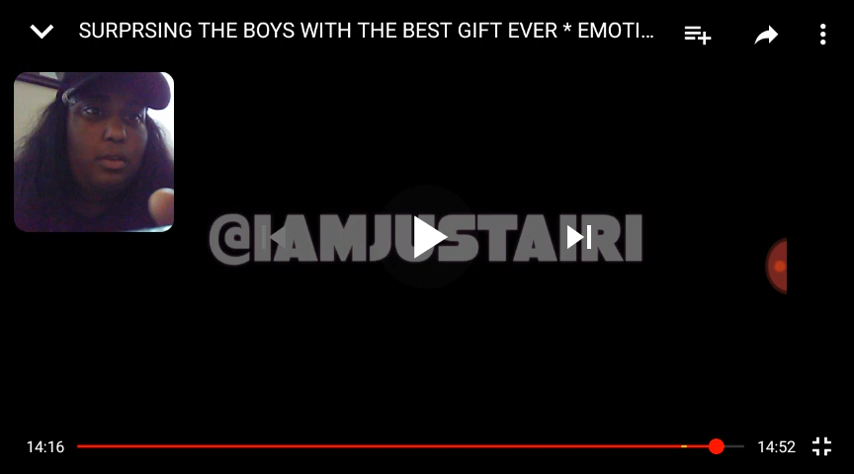 SURPRSING THE BOYS WITH THE BEST GIFT EVER * EMOTI...
@IAMJUSTAIRI
14:16
14:52